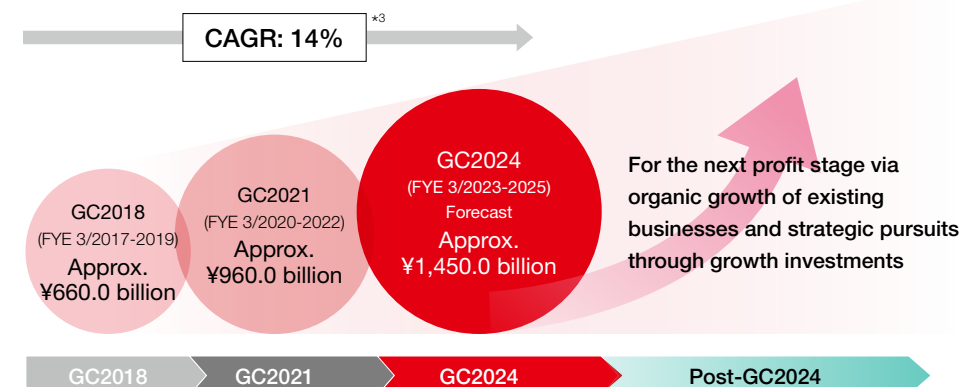 CAGR: 14%
*3
GC2018
(FYE 3/2017-2019)
Approx.
¥660.0 billion
GC2021
(FYE 3/2020-2022)
Approx.
¥960.0 billion
GC2024
(FYE 3/2023-2025)
Forecast
Approx.
¥1,450.0 billion
For the next profit stage via
organic growth of existing
businesses and strategic pursuits
through growth investments
GC2018
GC2021
GC2024
Post-GC2024